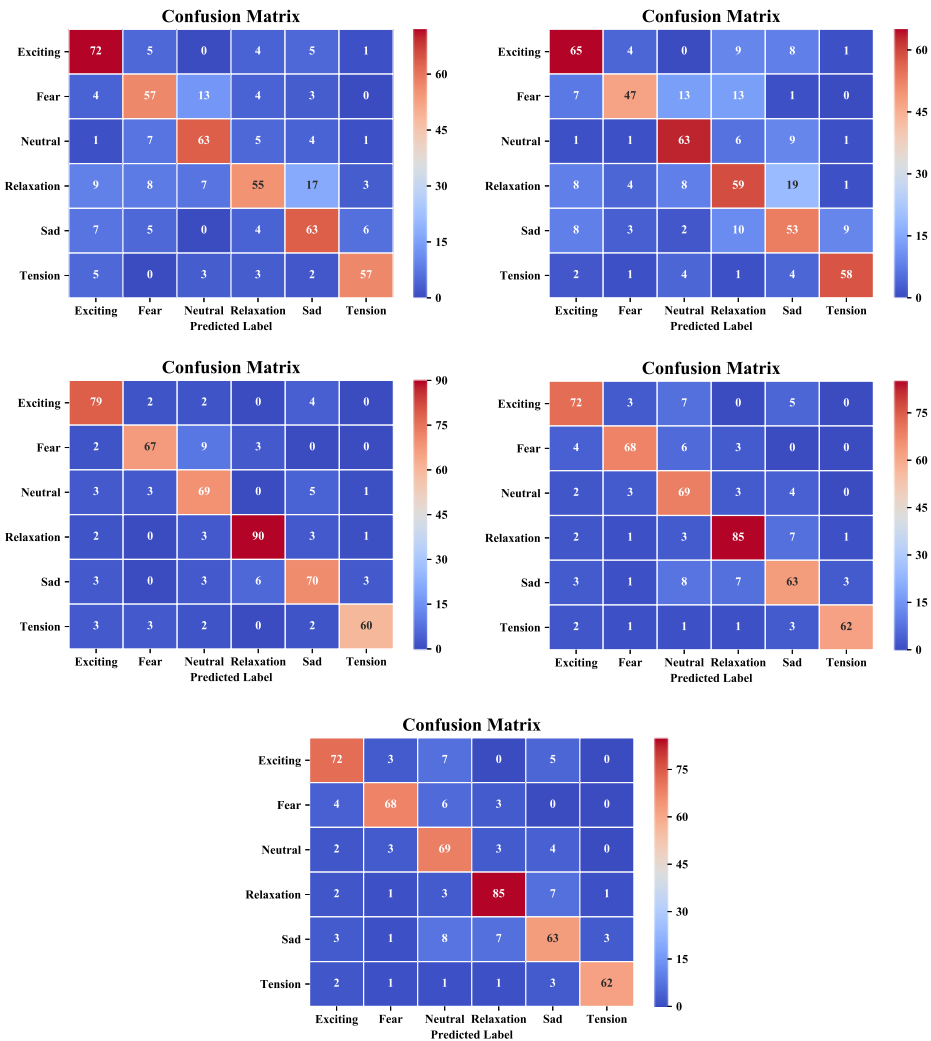 Confusion Matrix
Exciting 72 5 0 4 5 1
Fear 4 57 13 4 3 0
Neutral 1 7 63 5 4 1
Relaxation 9 8 7 55 17 3
Sad 7 5 0 4 63 6
Tension 5 0 3 3 2 57
Exciting Fear Neutral Relaxation Sad Tension
Predicted Label
60
45
30
15
0
Confusion Matrix
Exciting 65 4 0 9 8 1
Fear 7 47 13 13 1 0
Neutral 1 1 63 6 9 1
Relaxation 8 4 8 59 19 1
Sad 8 3 2 10 53 9
Tension 2 1 4 1 4 58
Exciting Fear Neutral Relaxation Sad Tension
Predicted Label
60
45
30
15
0
Confusion Matrix
Exciting 79 2 2 0 4 0
Fear 2 67 9 3 0 0
Neutral 3 3 69 0 5 1
Relaxation 2 0 3 90 3 1
Sad 3 0 3 6 70 3
Tension 3 3 2 0 2 60
Exciting Fear Neutral Relaxation Sad Tension
Predicted Label
90
75
60
45
30
15
0
Confusion Matrix
Exciting 72 3 7 0 5 0
Fear 4 68 6 3 0 0
Neutral 2 3 69 3 4 0
Relaxation 2 1 3 85 7 1
Sad 3 1 8 7 63 3
Tension 2 1 1 1 3 62
Exciting Fear Neutral Relaxation Sad Tension
Predicted Label
75
60
45
30
15
0
Confusion Matrix
Exciting 72 3 7 0 5 0
Fear 4 68 6 3 0 0
Neutral 2 3 69 3 4 0
Relaxation 2 1 3 85 7 1
Sad 3 1 8 7 63 3
Tension 2 1 1 1 3 62
Exciting Fear Neutral Relaxation Sad Tension
Predicted Label
75
60
45
30
15
0